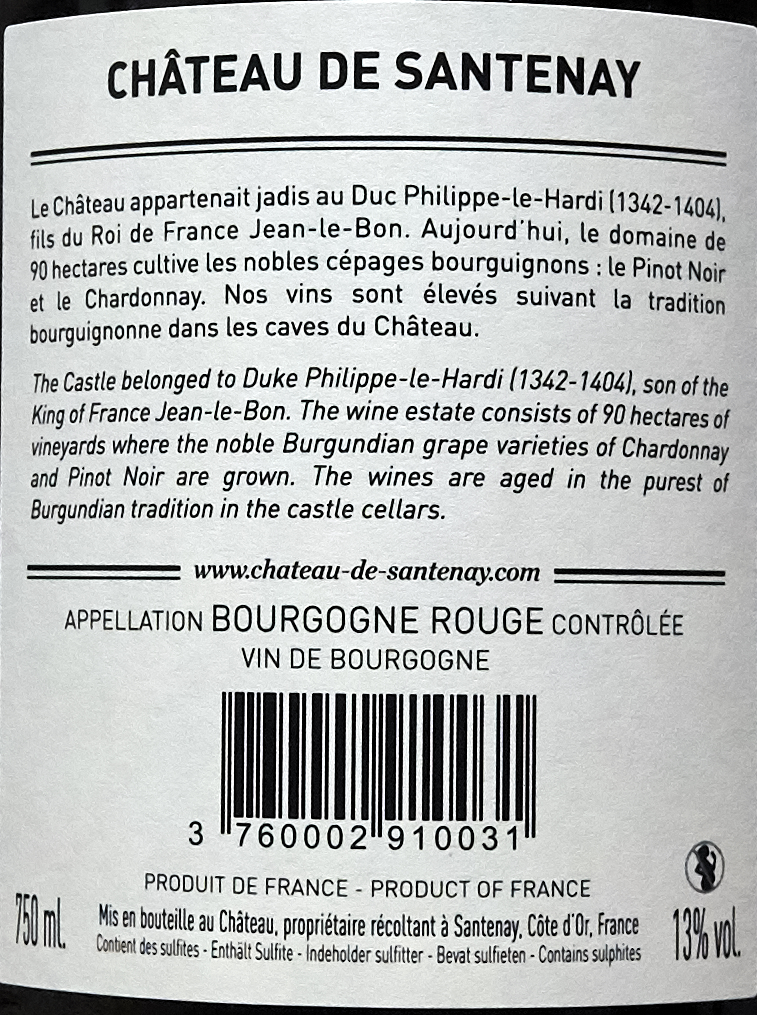 CHÂTEAU DE SANTENAY
Le Château appartenait jadis au Duc Philippe-le-Hardi (1342-1404),
fils du Roi de France Jean-le-Bon. Aujourd'hui, le domaine de
90 hectares cultive les nobles cépages bourguignons : le Pinot Noir
et le Chardonnay. Nos vins sont élevés suivant la tradition
bourguignonne dans les caves du Château.
The Castle belonged to Duke Philippe-le-Hardi (1342-1404), son of the
King of France Jean-le-Bon. The wine estate consists of 90 hectares of
vineyards where the noble Burgundian grape varieties of Chardonnay
and Pinot Noir are grown. The wines are aged in the purest of
Burgundian tradition in the castle cellars.
www.chateau-de-santenay.com
APPELLATION BOURGOGNE ROUGE CONTRÔLÉE
VIN DE BOURGOGNE
3 760002 910031
PRODUIT DE FRANCE - PRODUCT OF FRANCE
750 ml.
Mis en bouteille au Château, propriétaire récoltant à Santenay, Côte d'Or, France
Contient des sulfites - Enthält Sulfite - Indeholder sulfitter - Bevat sulfieten - Contains sulphites
13% vol.